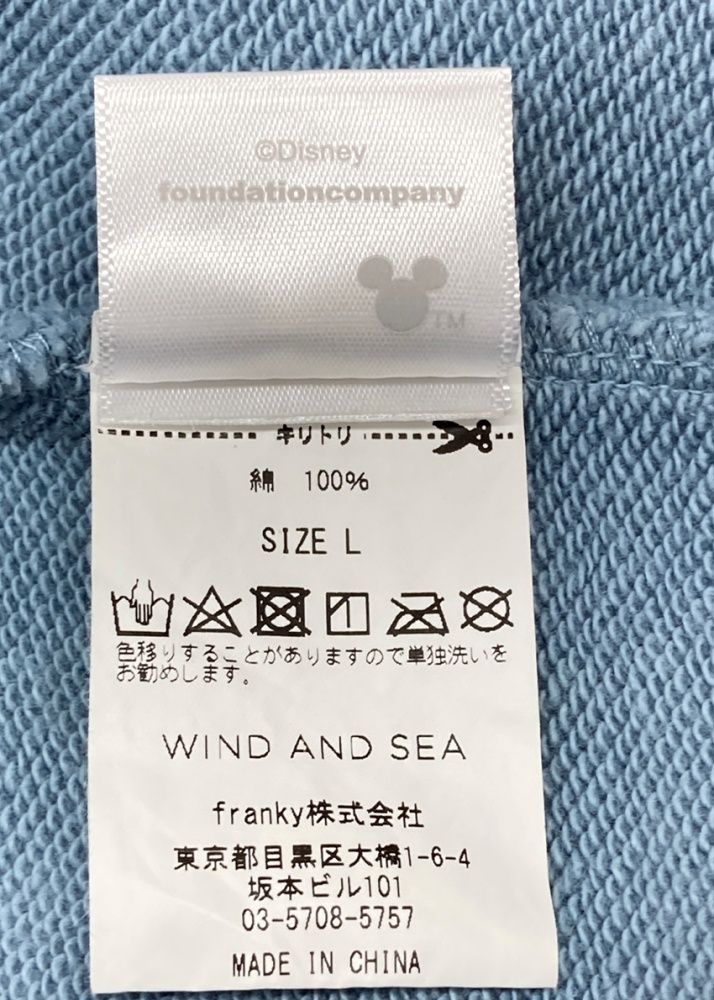 ©Disney
foundationcompany
TM
キリトリ
綿 100%
SIZE L
色移りすることがありますので単独洗いを
お勧めします。
WIND AND SEA
franky株式会社
東京都目黒区大橋1-6-4
坂本ビル101
03-5708-5757
MADE IN CHINA